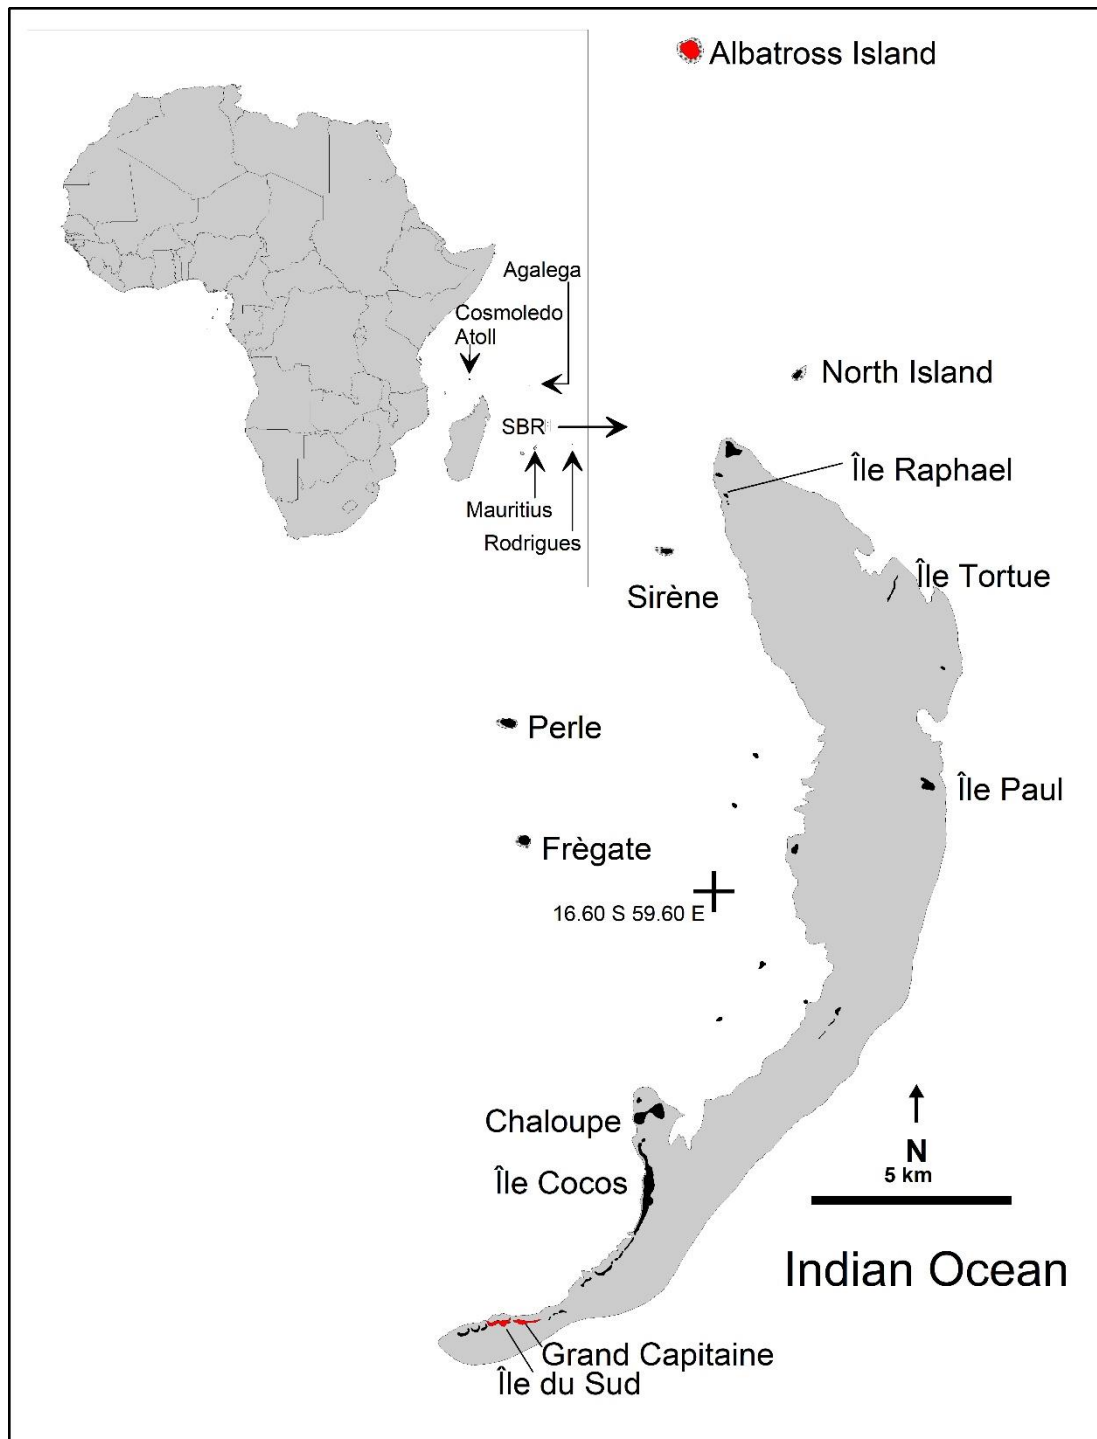 Albatross Island
Agalega
Cosmoledo
Atoll
SBR
Mauritius
Rodrigues
North Island
Île Raphael
Île Tortue
Sirène
Perle
Île Paul
Frègate
16.60 S 59.60 E
Chaloupe
N
5 km
Île Cocos
Indian Ocean
Grand Capitaine
Île du Sud